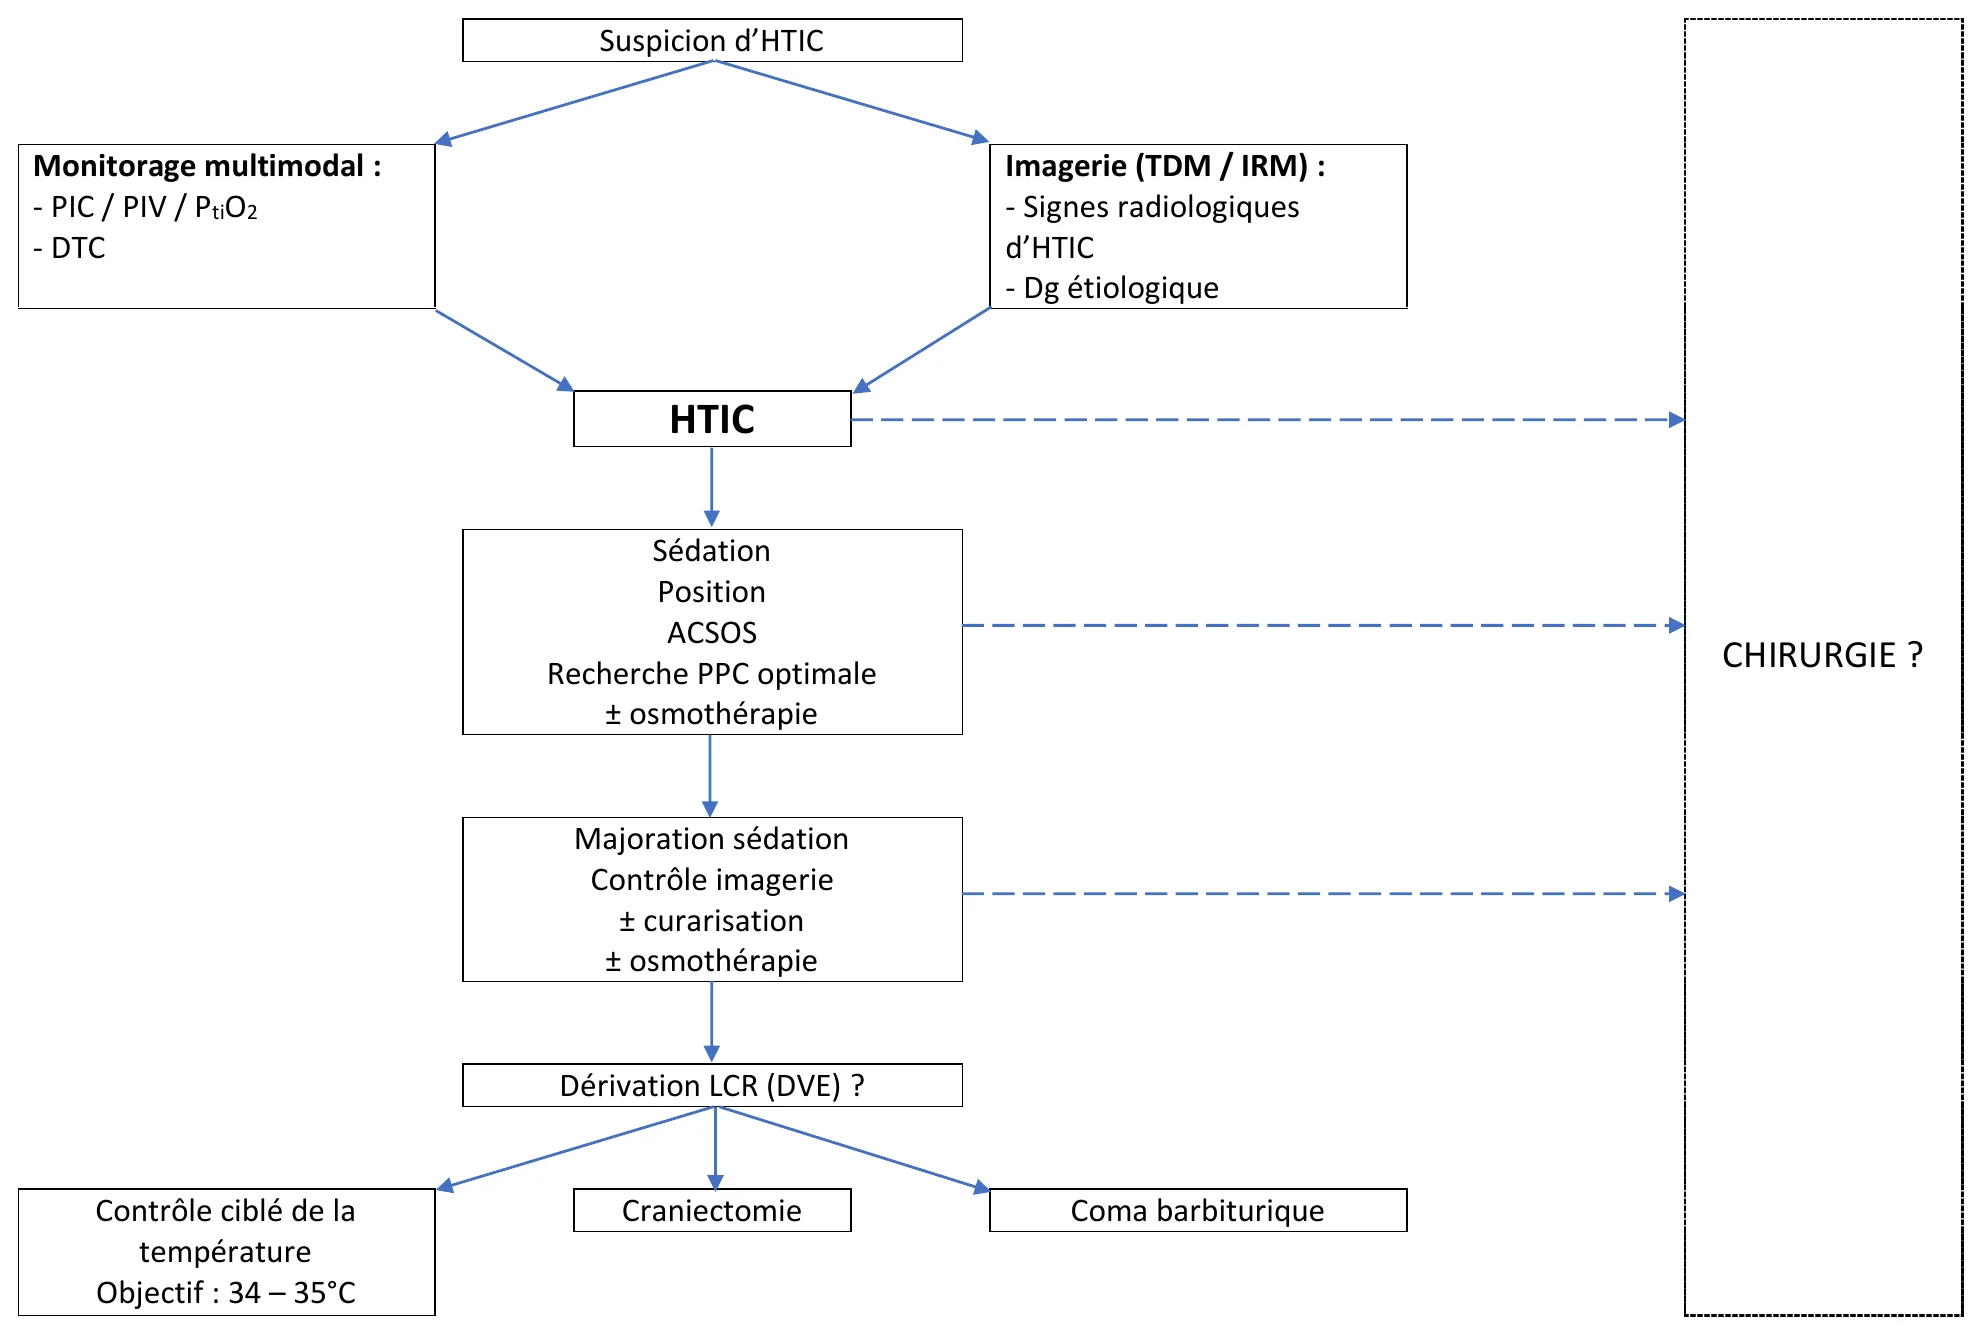 Suspicion d’HTIC
Monitorage multimodal :
- PIC / PIV / PtiO2
- DTC
Imagerie (TDM / IRM) :
- Signes radiologiques
d’HTIC
- Dg étiologique
HTIC
Sédation
Position
ACSOS
Recherche PPC optimale
± osmothérapie
CHIRURGIE ?
Majoration sédation
Contrôle imagerie
± curarisation
± osmothérapie
Dérivation LCR (DVE) ?
Contrôle ciblé de la
température
Objectif : 34 – 35°C
Craniectomie
Coma barbiturique